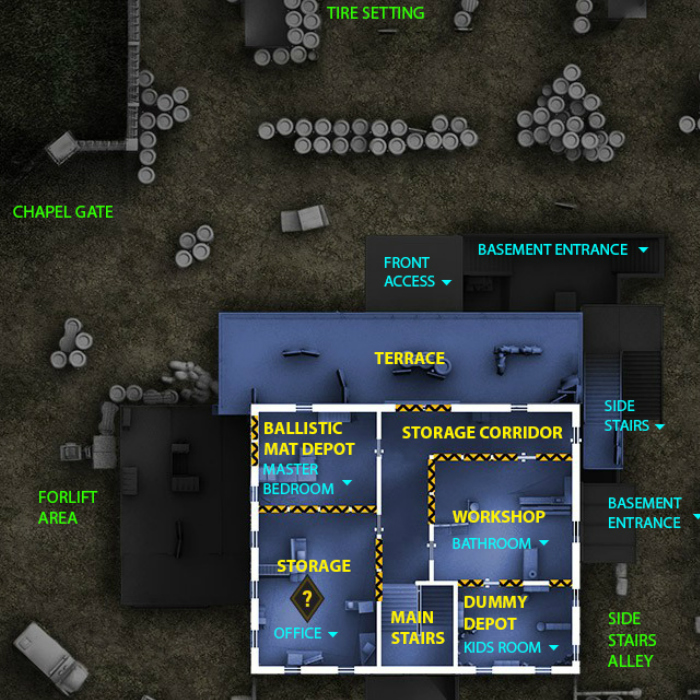 TIRE SETTING
CHAPEL GATE
BASEMENT ENTRANCE
FRONT
ACCESS
TERRACE
SIDE
STAIRS
BALLISTIC
MAT DEPOT
STORAGE CORRIDOR
MASTER
BEDROOM
FORLIFT
AREA
WORKSHOP
BATHROOM
BASEMENT
ENTRANCE
STORAGE
?
OFFICE
MAIN
STAIRS
DUMMY
DEPOT
KIDS ROOM
SIDE
STAIRS
ALLEY